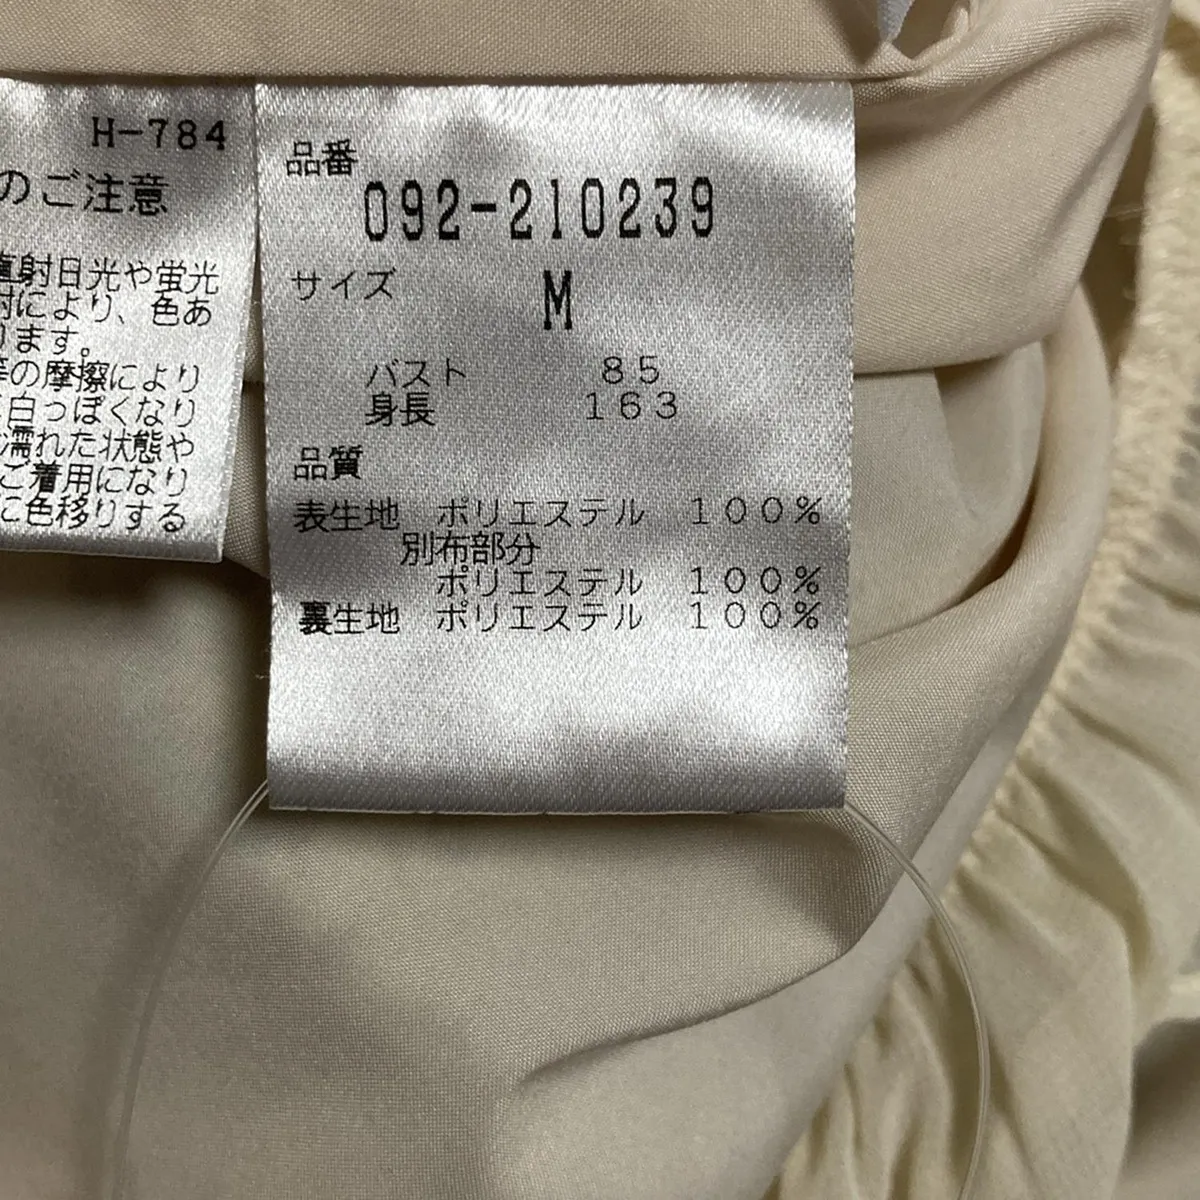 H-784
のご注意
直射日光や蛍光
射により、色あ
ります。
等の摩擦により
白っぽくなり
濡れた状態や
ご着用になり
に色移りする
品番
092-210239
サイズ M
バスト 85
身長 163
品質
表生地 ポリエステル 100%
別布部分
ポリエステル 100%
裏生地 ポリエステル 100%